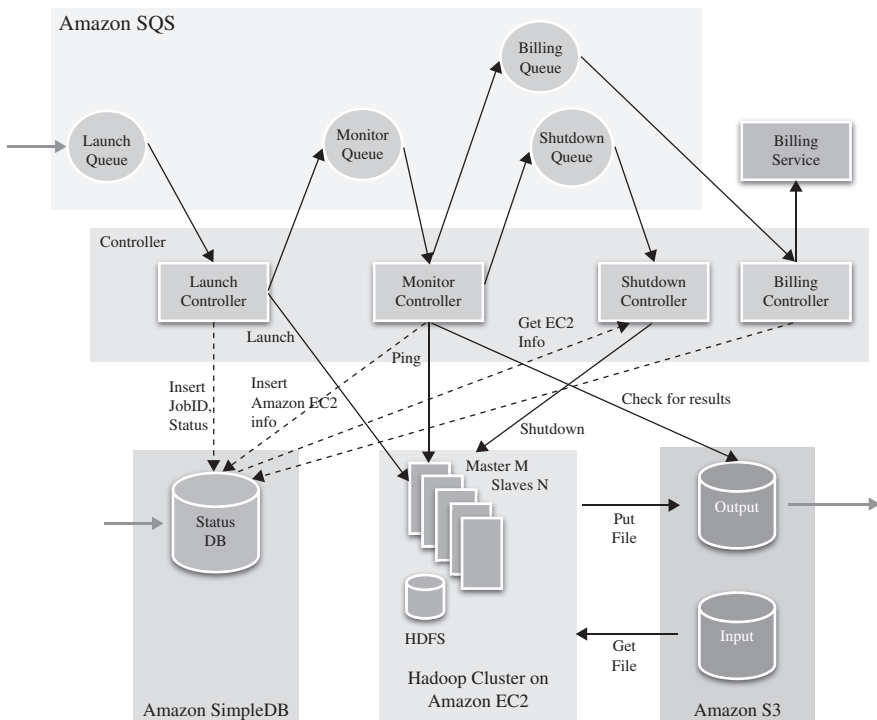 Amazon SQS
Billing
Queue
Launch
Queue
Monitor
Queue
Shutdown
Queue
Billing
Service
Controller
Launch
Controller
Monitor
Controller
Shutdown
Controller
Billing
Controller
Launch
Ping
Get EC2
Info
Insert
JobID,
Status
Insert
Amazon EC2
info
Check for results
Shutdown
Master M
Slaves N
Status
DB
Put
File
Output
HDFS
Get
File
Input
Hadoop Cluster on
Amazon EC2
Amazon SimpleDB
Amazon S3